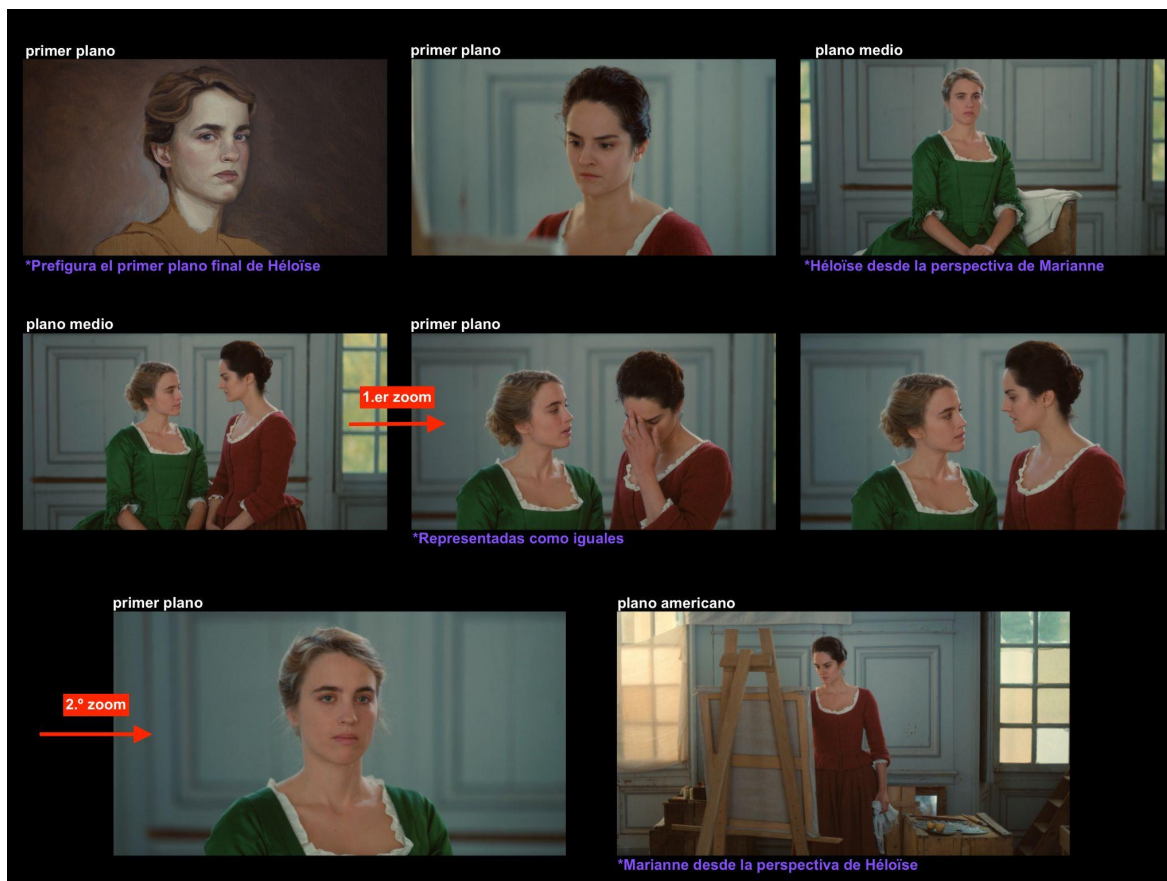 primer plano
primer plano
plano medio
*Prefigura el primer plano final de Héloïse
*Héloïse desde la perspectiva de Marianne
plano medio
primer plano
1.er zoom
*Representadas como iguales
primer plano
plano americano
2.º zoom
*Marianne desde la perspectiva de Héloïse